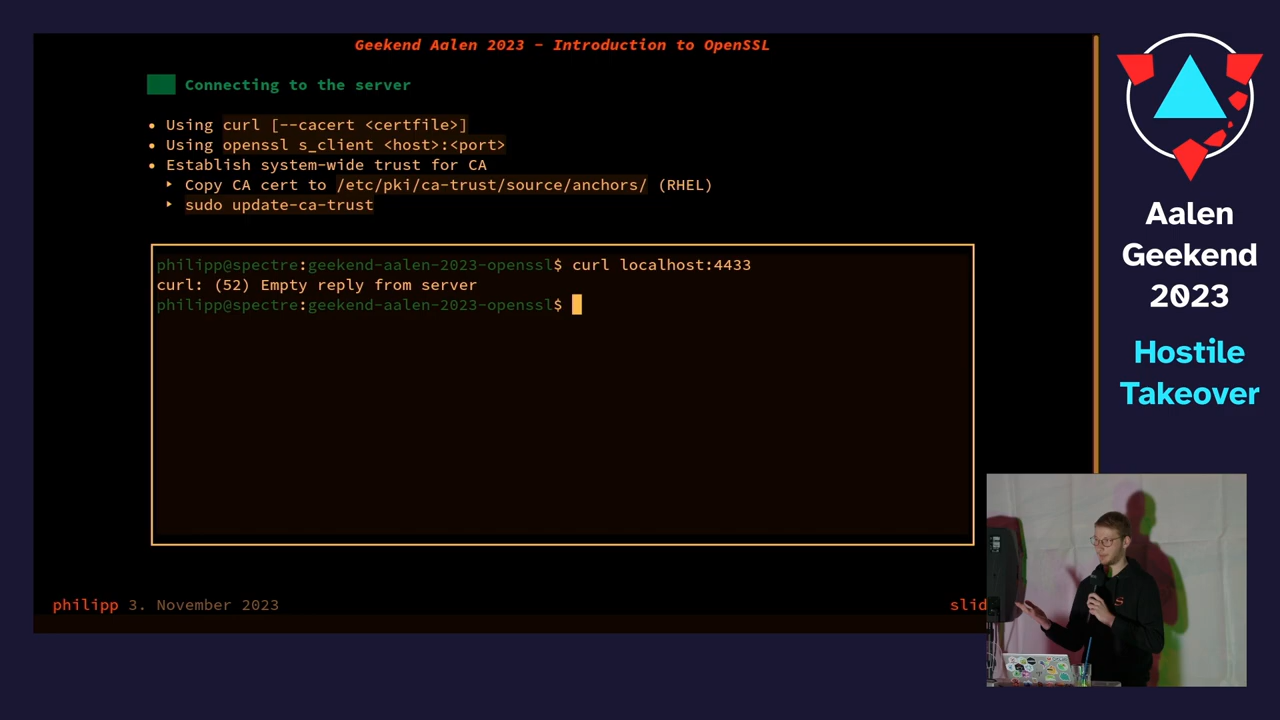 Geekend Aalen 2023 - Introduction to OpenSSL
Connecting to the server
• Using curl [--cacert <certfile>]
• Using openssl s_client <host>:<port>
• Establish system-wide trust for CA
‣ Copy CA cert to /etc/pki/ca-trust/source/anchors/ (RHEL)
‣ sudo update-ca-trust
philipp@spectre:geekend-aalen-2023-openssl$ curl localhost:4433
curl: (52) Empty reply from server
philipp@spectre:geekend-aalen-2023-openssl$
philipp 3. November 2023
slid
Aalen
Geekend
2023
Hostile
Takeover